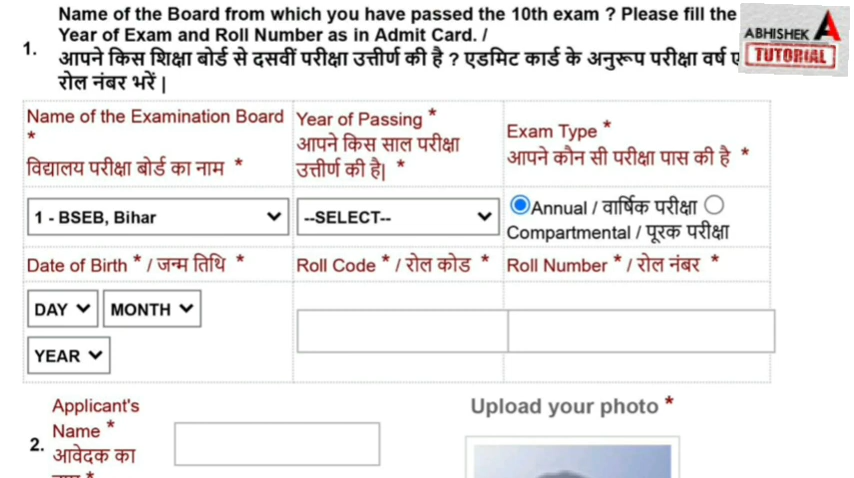 Name of the Board from which you have passed the 10th exam ? Please fill the
1. Year of Exam and Roll Number as in Admit Card. /
आपने किस शिक्षा बोर्ड से दसवीं परीक्षा उत्तीर्ण की है ? एडमिट कार्ड के अनुरूप परीक्षा वर्ष
रोल नंबर भरें |
ABHISHEK A
TUTORIAL
Name of the Examination Board
*
विद्यालय परीक्षा बोर्ड का नाम *
Year of Passing *
आपने किस साल परीक्षा
उत्तीर्ण की है| *
Exam Type *
आपने कौन सी परीक्षा पास की है *
1 - BSEB, Bihar
--SELECT--
Annual / वार्षिक परीक्षा
Compartmental / पूरक परीक्षा
Date of Birth * / जन्म तिथि *
Roll Code * / रोल कोड *
Roll Number * / रोल नंबर *
DAY MONTH
YEAR
Applicant's
Name *
2. आवेदक का
Upload your photo *